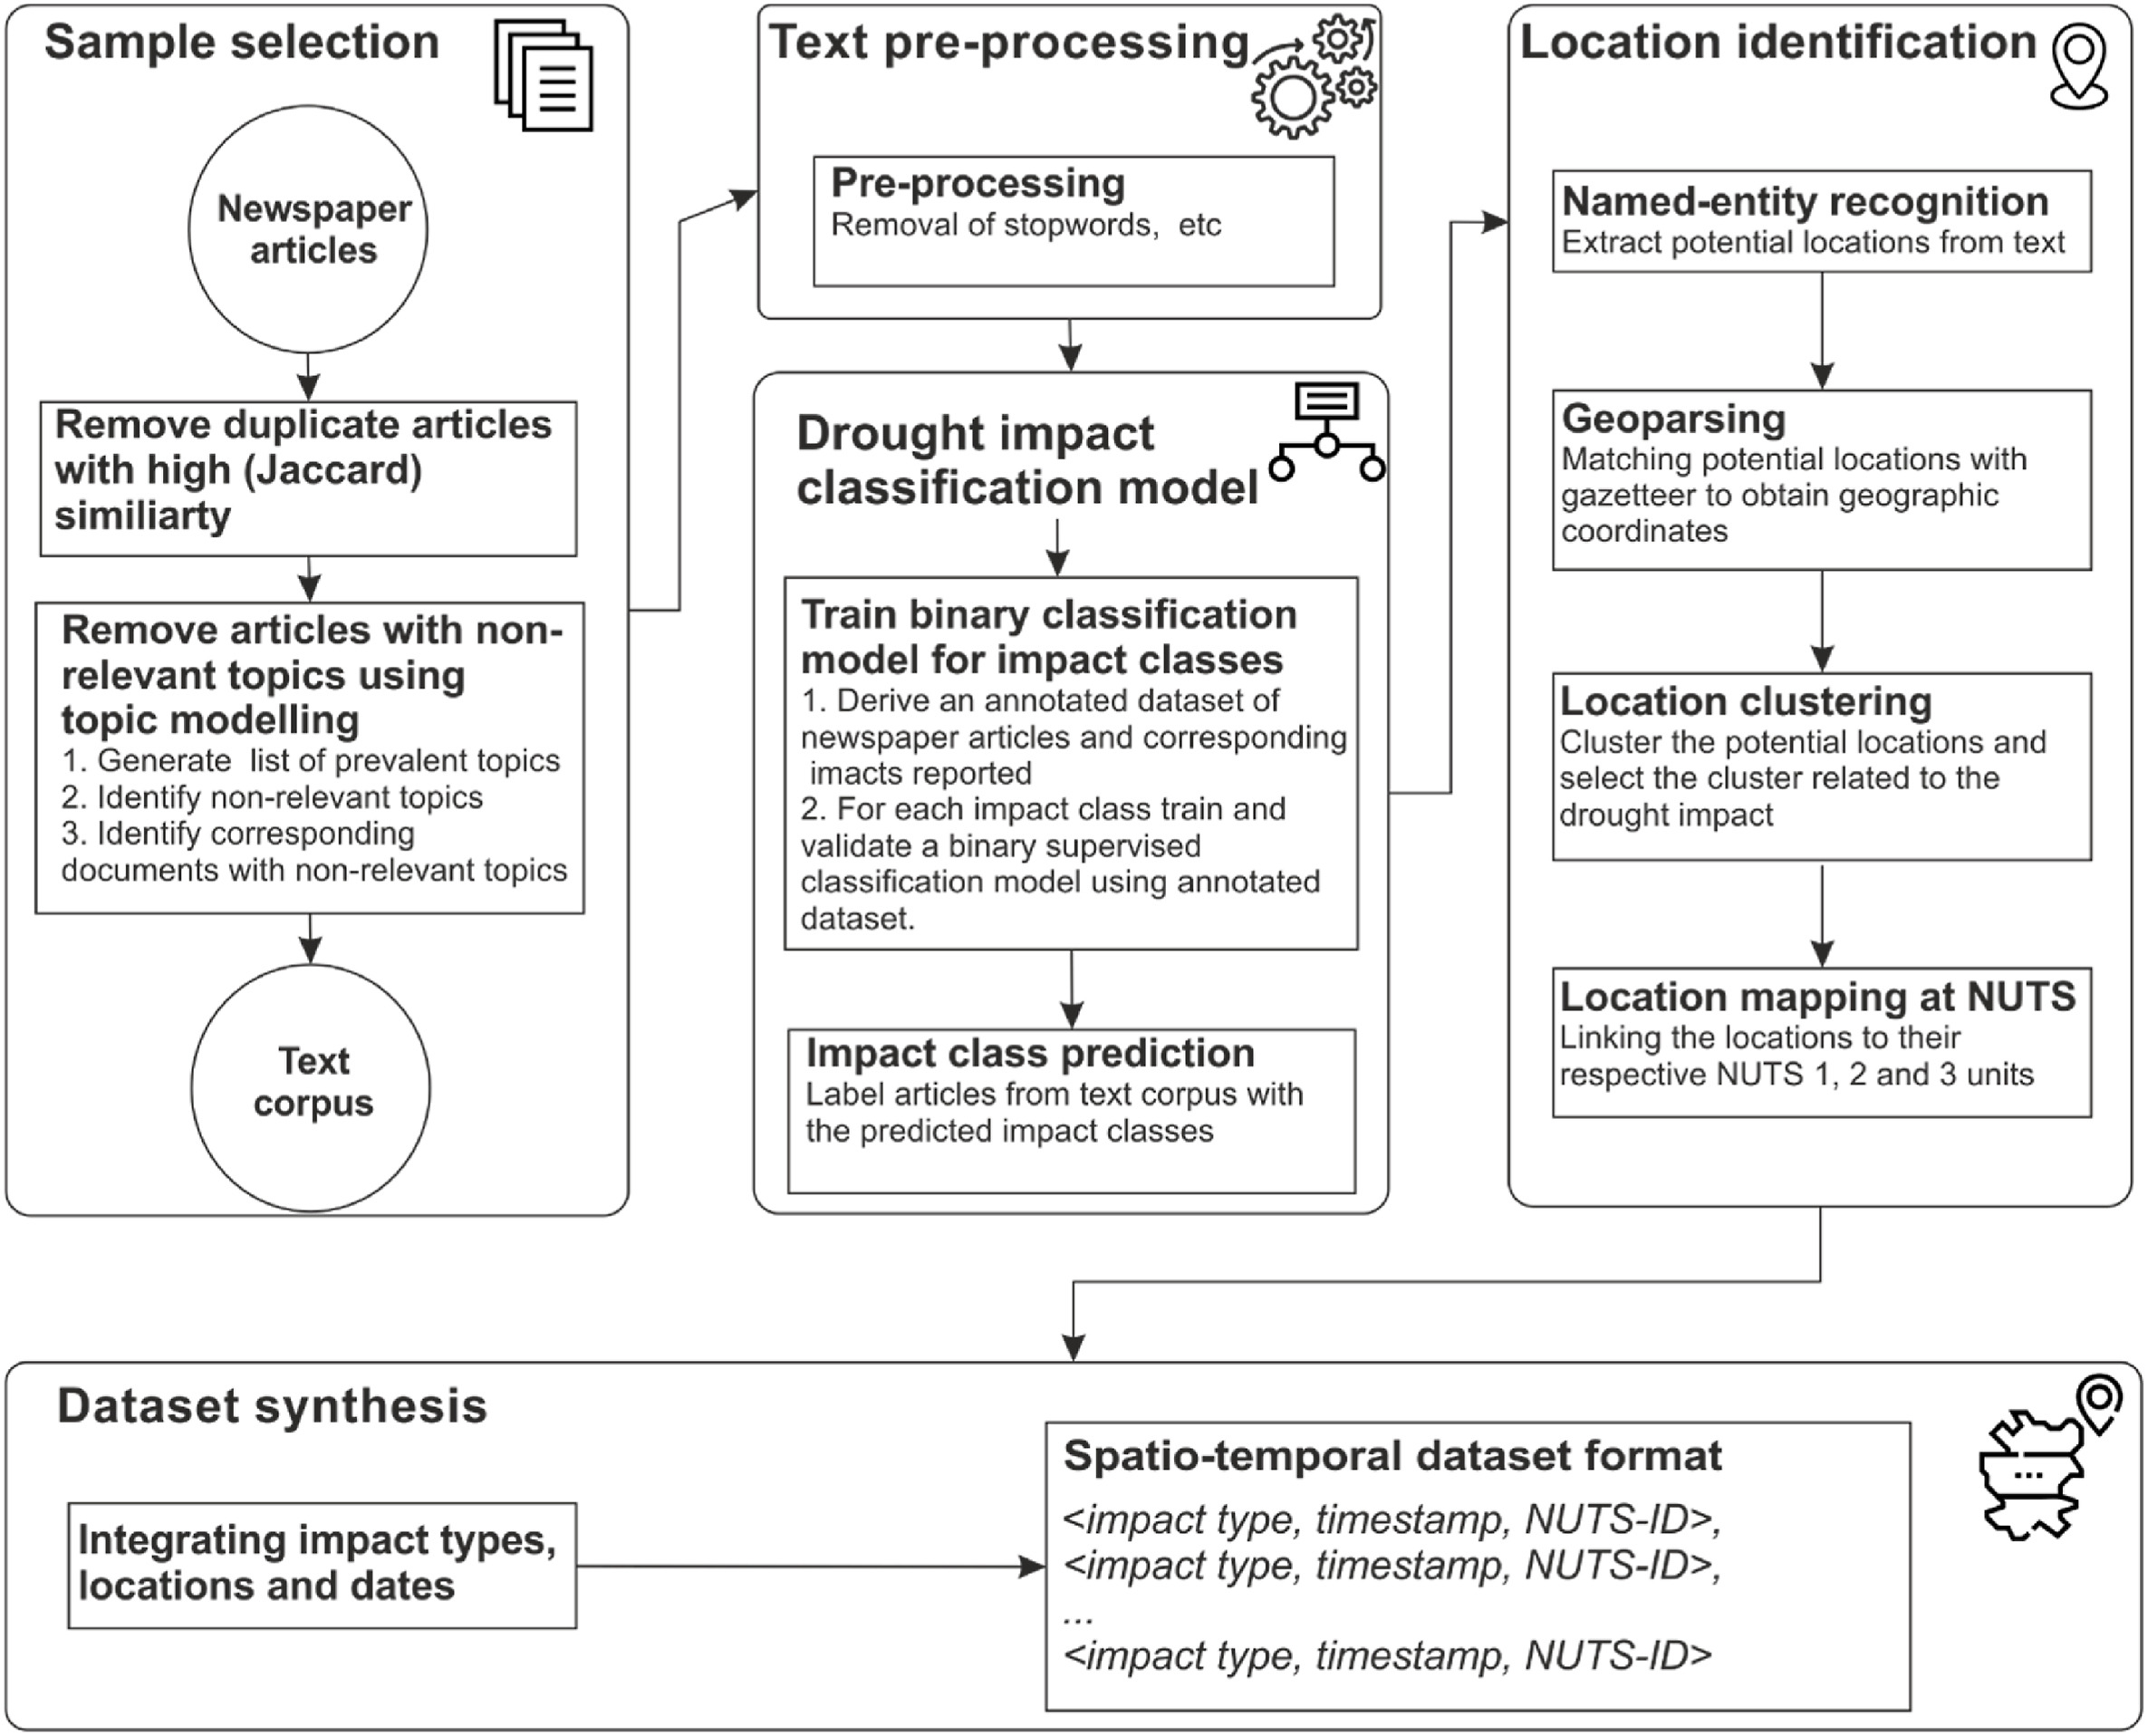 Sample selection
Newspaper
articles
Remove duplicate articles
with high (Jaccard)
similiarty
Remove articles with non-
relevant topics using
topic modelling
1. Generate list of prevalent topics
2. Identify non-relevant topics
3. Identify corresponding
documents with non-relevant topics
Text
corpus
Text pre-processing
Pre-processing
Removal of stopwords, etc
Drought impact
classification model
Train binary classification
model for impact classes
1. Derive an annotated dataset of
newspaper articles and corresponding
imacts reported
2. For each impact class train and
validate a binary supervised
classification model using annotated
dataset.
Impact class prediction
Label articles from text corpus with
the predicted impact classes
Location identification
Named-entity recognition
Extract potential locations from text
Geoparsing
Matching potential locations with
gazetteer to obtain geographic
coordinates
Location clustering
Cluster the potential locations and
select the cluster related to the
drought impact
Location mapping at NUTS
Linking the locations to their
respective NUTS 1, 2 and 3 units
Dataset synthesis
Integrating impact types,
locations and dates
Spatio-temporal dataset format
<impact type, timestamp, NUTS-ID>,
<impact type, timestamp, NUTS-ID>,
...
<impact type, timestamp, NUTS-ID>